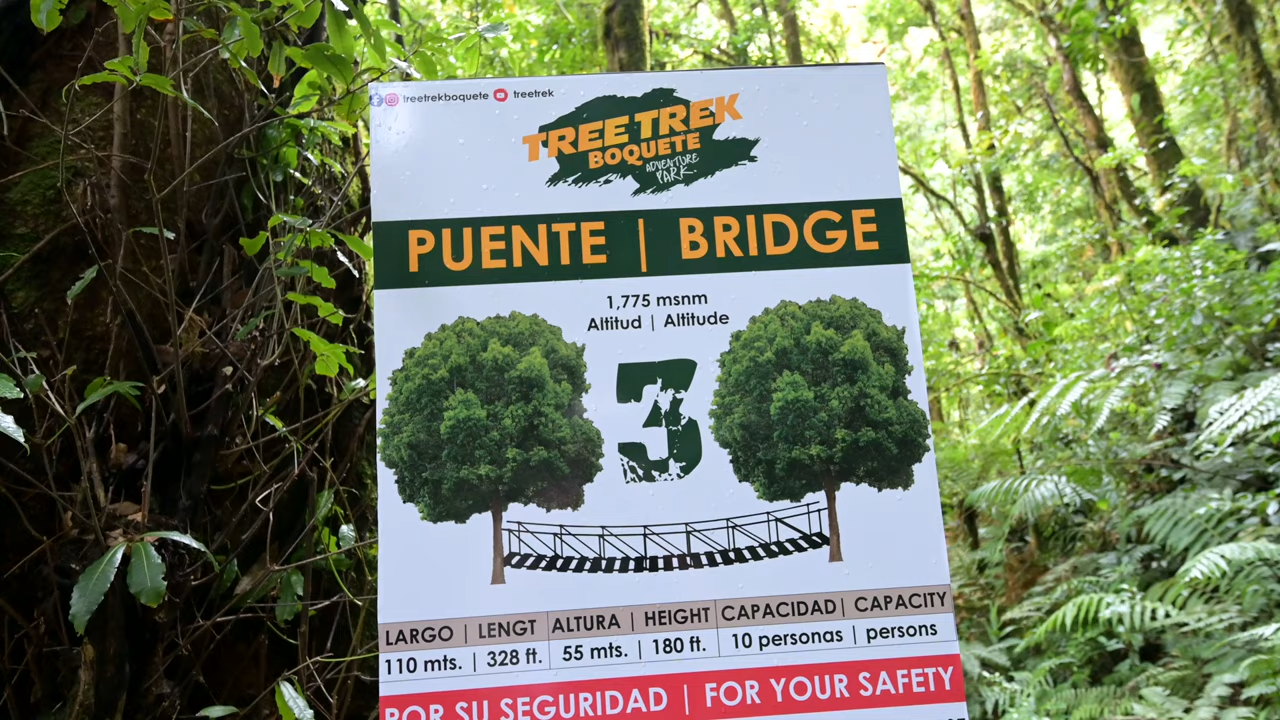 treetrekboquete treetrek
TREE TREK
BOQUETE
ADVENTURE
PARK
PUENTE | BRIDGE
1,775 msnm
Altitud | Altitude
3
LARGO | LENGT ALTURA | HEIGHT CAPACIDAD | CAPACITY
110 mts. | 328 ft. 55 mts. | 180 ft. 10 personas | persons
POR SU SEGURIDAD | FOR YOUR SAFETY